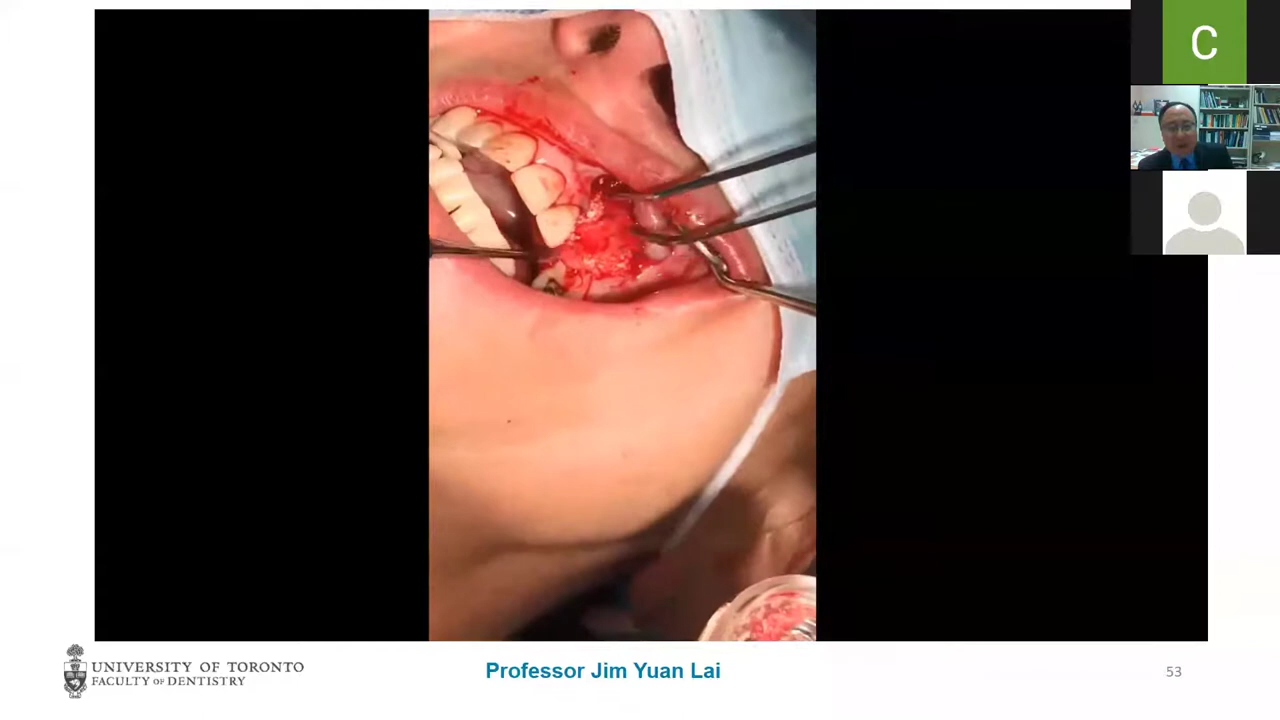 C
UNIVERSITY OF TORONTO
FACULTY OF DENTISTRY
Professor Jim Yuan Lai
53